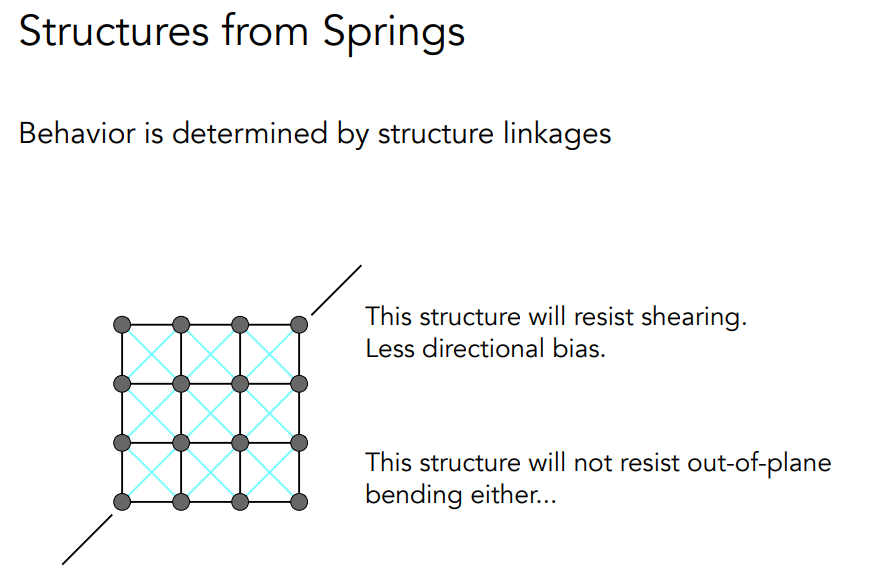 Structures from Springs
Behavior is determined by structure linkages
This structure will resist shearing.
Less directional bias.
This structure will not resist out-of-plane
bending either...